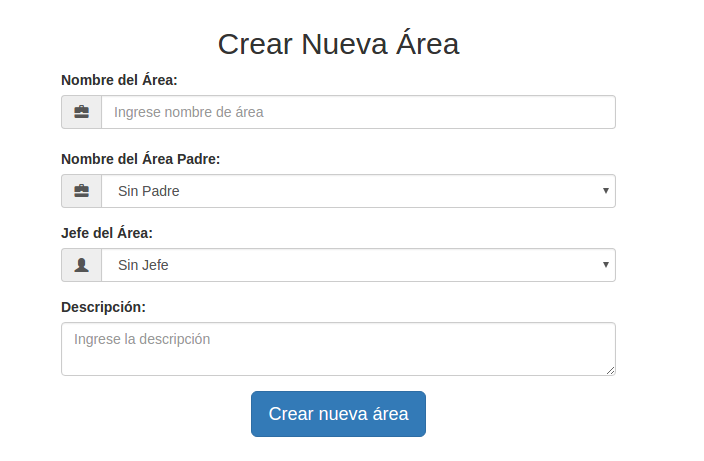 Crear Nueva Área
Nombre del Área:
Ingrese nombre de área
Nombre del Área Padre:
Sin Padre
Jefe del Área:
Sin Jefe
Descripción:
Ingrese la descripción
Crear nueva área